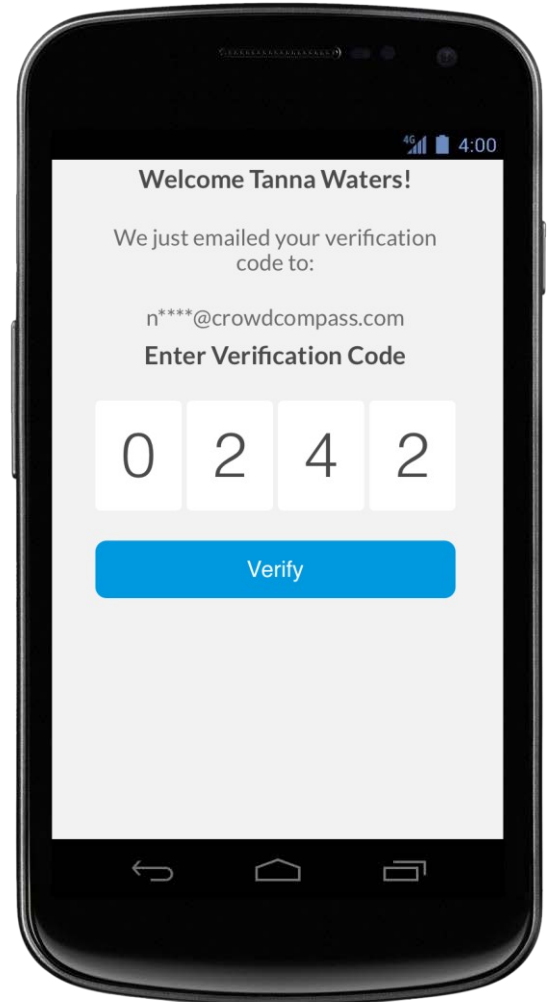 4G 4:00
Welcome Tanna Waters!
We just emailed your verification
code to:
n****@crowdcompass.com
Enter Verification Code
0 2 4 2
Verify